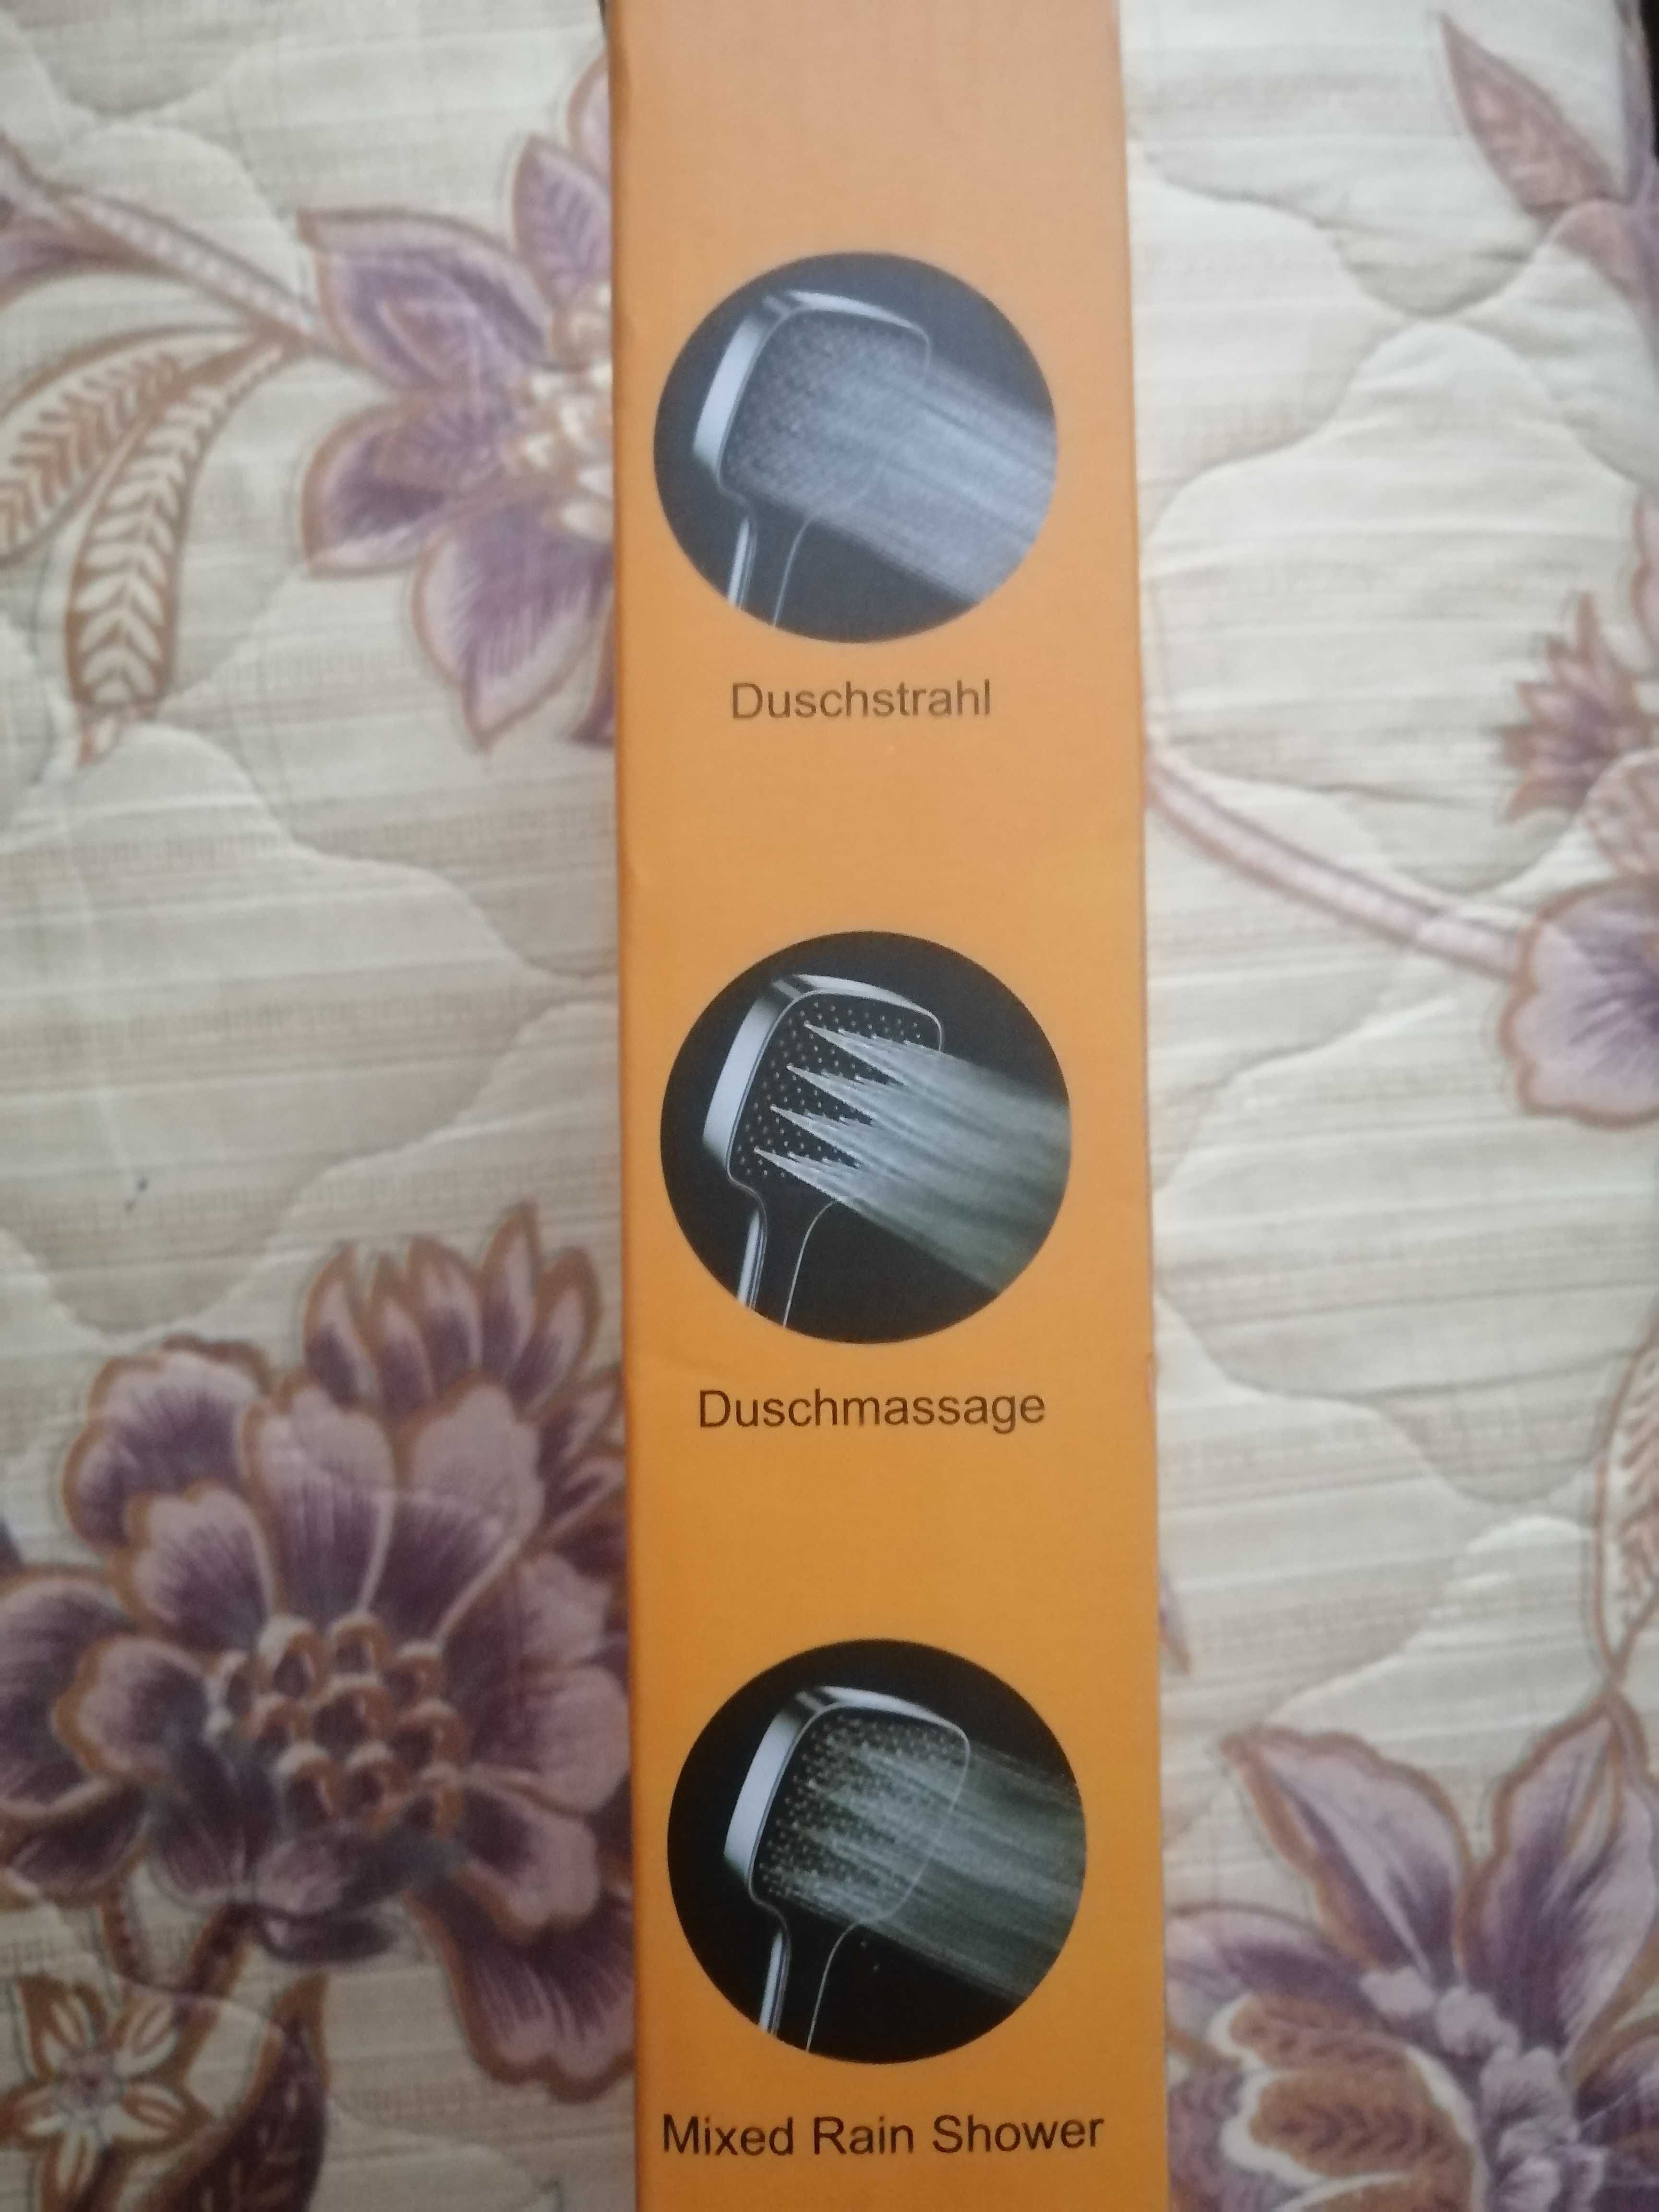 Duschstrahl
Duschmassage
Mixed Rain Shower